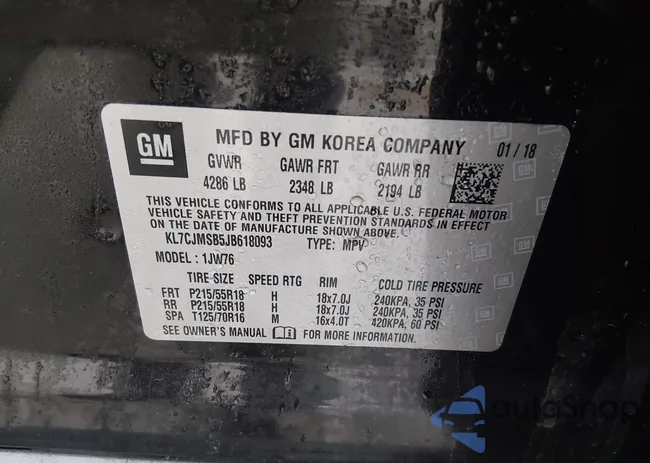 GM
MFD BY GM KOREA COMPANY 01 / 18
GVWR GAWR FRT GAWR RR
4286 LB 2348 LB 2194 LB
THIS VEHICLE CONFORMS TO ALL APPLICABLE U.S. FEDERAL MOTOR
VEHICLE SAFETY AND THEFT PREVENTION STANDARDS IN EFFECT
ON THE DATE OF MANUFACTURE SHOWN ABOVE.
KL7CJMSB5JB618093 TYPE: MPV
MODEL : 1JW76
TIRE SIZE SPEED RTG RIM COLD TIRE PRESSURE
FRT P215/55R18 H 18x7.0J 240KPA, 35 PSI
RR P215/55R18 H 18x7.0J 240KPA, 35 PSI
SPA T125/70R16 M 16x4.0T 420KPA, 60 PSI
SEE OWNER'S MANUAL FOR MORE INFORMATION.
autoSnap